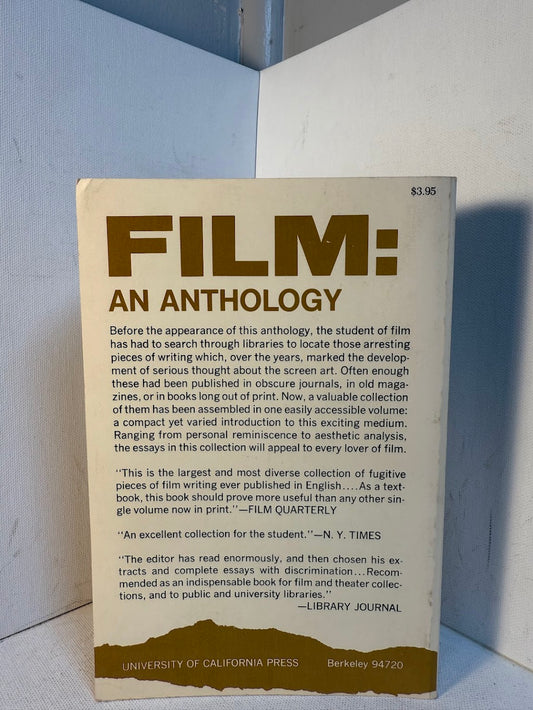 $3.95
FILM:
AN ANTHOLOGY
Before the appearance of this anthology, the student of film
has had to search through libraries to locate those arresting
pieces of writing which, over the years, marked the develop-
ment of serious thought about the screen art. Often enough
these had been published in obscure journals, in old maga-
zines, or in books long out of print. Now, a valuable collection
of them has been assembled in one easily accessible volume:
a compact yet varied introduction to this exciting medium.
Ranging from personal reminiscence to aesthetic analysis,
the essays in this collection will appeal to every lover of film.
"This is the largest and most diverse collection of fugitive
pieces of film writing ever published in English....As a text-
book, this book should prove more useful than any other sin-
gle volume now in print."—FILM QUARTERLY
"An excellent collection for the student."—N. Y. TIMES
"The editor has read enormously, and then chosen his ex-
tracts and complete essays with discrimination...Recom-
mended as an indispensable book for film and theater collec-
tions, and to public and university libraries."
—LIBRARY JOURNAL
UNIVERSITY OF CALIFORNIA PRESS Berkeley 94720